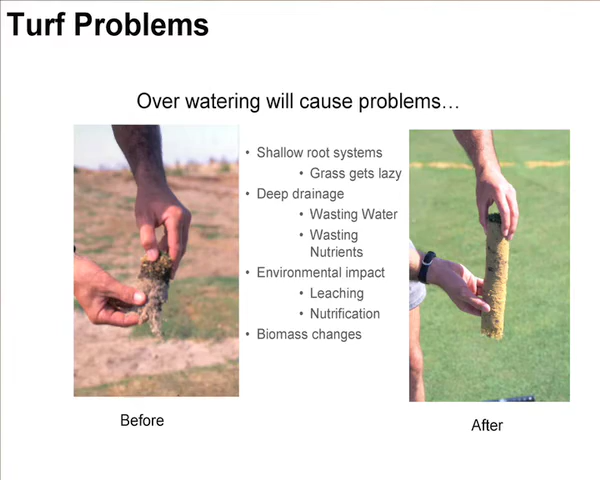 Turf Problems
Over watering will cause problems…
• Shallow root systems
• Grass gets lazy
• Deep drainage
• Wasting Water
• Wasting
Nutrients
• Environmental impact
• Leaching
• Nutrification
• Biomass changes
Before
After